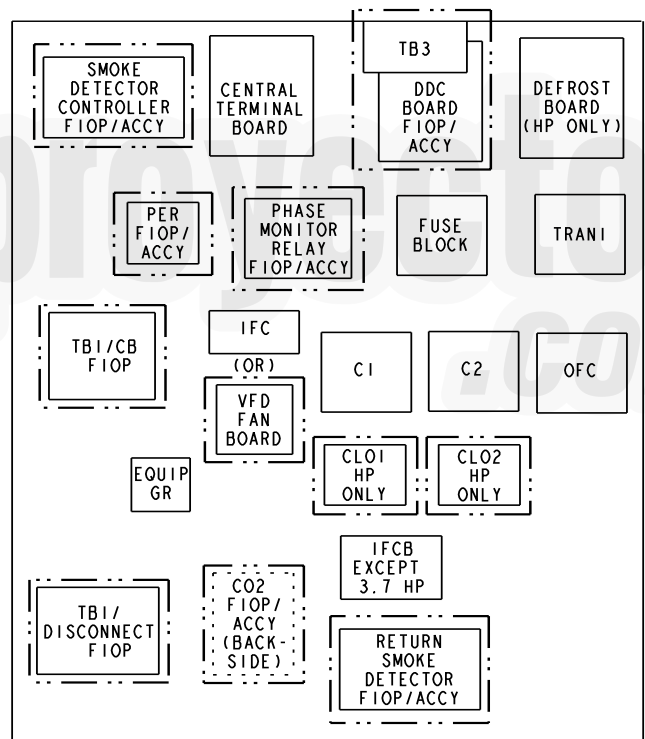 SMOKE
DETECTOR
CONTROLLER
FIOP/ACCY
CENTRAL
TERMINAL
BOARD
TB3
DDC
BOARD
FIOP/
ACCY
DEFROST
BOARD
(HP ONLY)
PER
FIOP/
ACCY
PHASE
MONITOR
RELAY
FIOP/ACCY
FUSE
BLOCK
TRAN1
TB1/CB
FIOP
IFC
(OR)
VFD
FAN
BOARD
C1
C2
OFC
EQUIP
GR
CLO1
HP
ONLY
CLO2
HP
ONLY
IFCB
EXCEPT
3.7 HP
TB1/
DISCONNECT
FIOP
CO2
FIOP/
ACCY
(BACK-
SIDE)
RETURN
SMOKE
DETECTOR
FIOP/ACCY
proyecto
.co